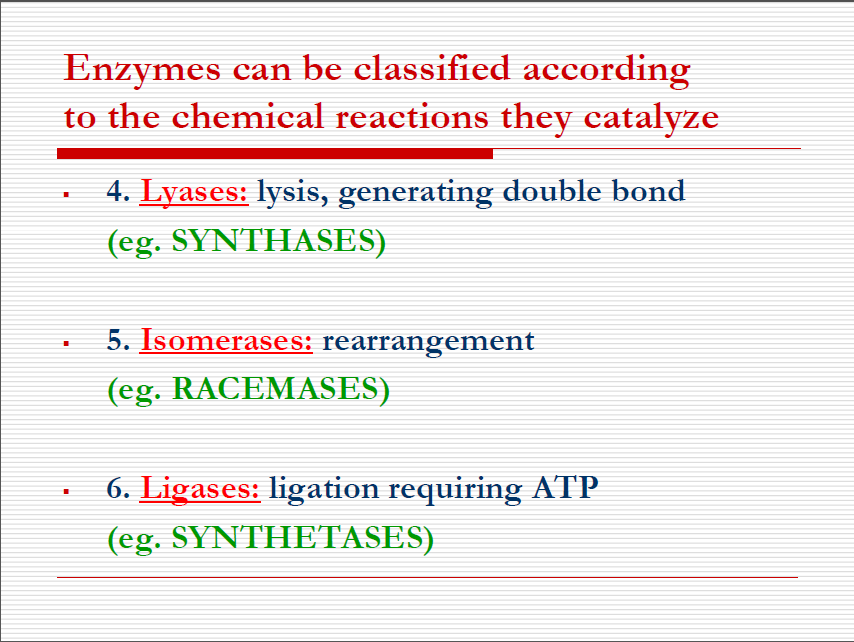 Enzymes can be classified according
to the chemical reactions they catalyze
▪ 4. Lyases: lysis, generating double bond
(eg. SYNTHASES)
▪ 5. Isomerases: rearrangement
(eg. RACEMASES)
▪ 6. Ligases: ligation requiring ATP
(eg. SYNTHETASES)